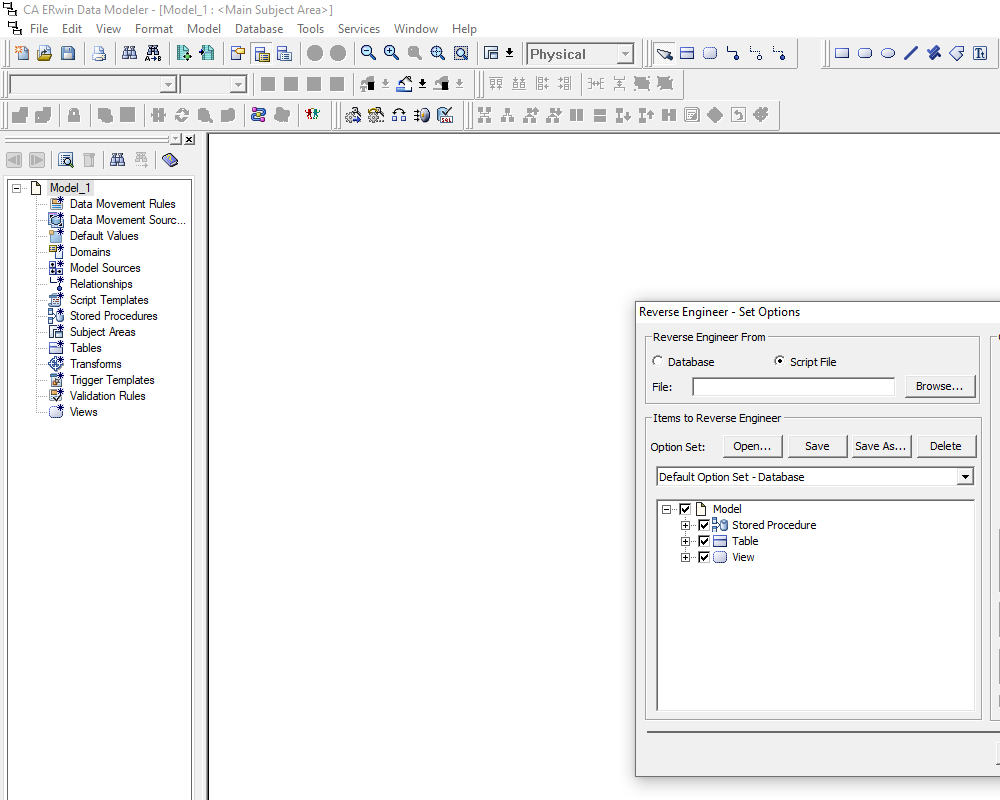 CA ERwin Data Modeler - [Model_1 : <Main Subject Area>]
File Edit View Format Model Database Tools Services Window Help
Physical
Model_1
Data Movement Rules
Data Movement Sourc...
Default Values
Domains
Model Sources
Relationships
Script Templates
Stored Procedures
Subject Areas
Tables
Transforms
Trigger Templates
Validation Rules
Views
Reverse Engineer - Set Options
Reverse Engineer From
Database Script File
File: Browse...
Items to Reverse Engineer
Option Set: Open... Save Save As... Delete
Default Option Set - Database
Model
Stored Procedure
Table
View